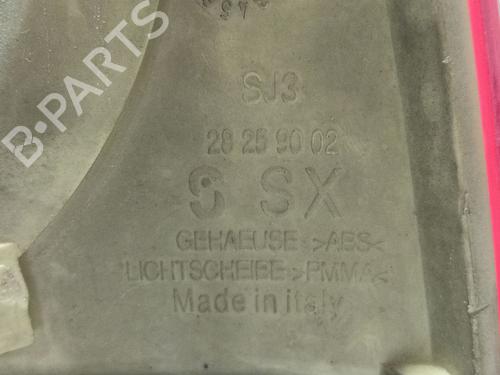 B-PARTS
SJ3
28 25 90 02
S SX
GEHAEUSE >ABS<
LICHTSCHEIBE >PMMA<
Made in italy